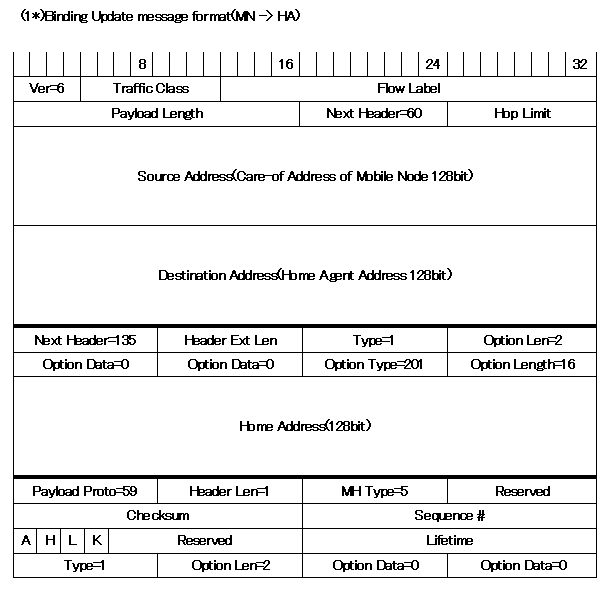 (1*)Binding Update message format(MN -> HA)
8 16 24 32
Ver=6 Traffic Class Flow Label
Payload Length Next Header=60 Hop Limit
Source Address(Care-of Address of Mobile Node 128bit)
Destination Address(Home Agent Address 128bit)
Next Header=135 Header Ext Len Type=1 Option Len=2
Option Data=0 Option Data=0 Option Type=201 Option Length=16
Home Address(128bit)
Payload Proto=59 Header Len=1 MH Type=5 Reserved
Checksum Sequence #
A H L K Reserved Lifetime
Type=1 Option Len=2 Option Data=0 Option Data=0